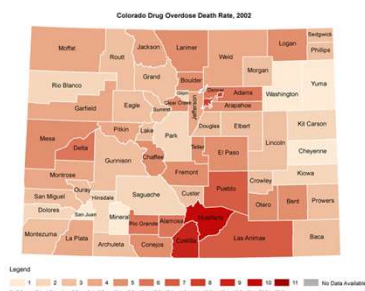 Colorado Drug Overdose Death Rate, 2002
Moffat
Routt
Jackson
Larimer
Weld
Logan
Sedgwick
Phillips
Morgan
Grand
Rio Blanco
Boulder
Washington
Yuma
Garfield
Eagle
Summit
Clear Creek
Jefferson
Denver
Adams
Arapahoe
Douglas
Elbert
Kit Carson
Mesa
Pitkin
Lake
Park
Lincoln
Cheyenne
Delta
Gunnison
Chaffee
Teller
El Paso
Kiowa
Montrose
Fremont
Ouray
San Miguel
Saguache
Custer
Pueblo
Crowley
Otero
Bent
Prowers
Dolores
San Juan
Hinsdale
Mineral
Rio Grande
Alamosa
Huerfano
Montezuma
La Plata
Archuleta
Conejos
Costilla
Las Animas
Baca
Legend
1 2 3 4 5 6 7 8 9 10 11 No Data Available